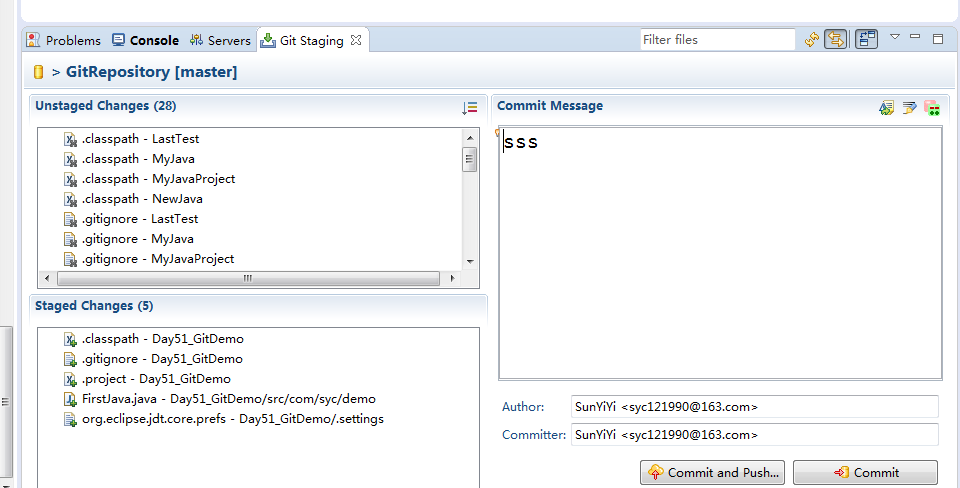 Problems Console Servers Git Staging Filter files
> GitRepository [master]
Unstaged Changes (28)
.classpath - LastTest
.classpath - MyJava
.classpath - MyJavaProject
.classpath - NewJava
.gitignore - LastTest
.gitignore - MyJava
.gitignore - MyJavaProject
Staged Changes (5)
.classpath - Day51_GitDemo
.gitignore - Day51_GitDemo
.project - Day51_GitDemo
FirstJava.java - Day51_GitDemo/src/com/syc/demo
org.eclipse.jdt.core.prefs - Day51_GitDemo/.settings
Commit Message
sss
Author: SunYiYi <syc121990@163.com>
Committer: SunYiYi <syc121990@163.com>
Commit and Push... Commit